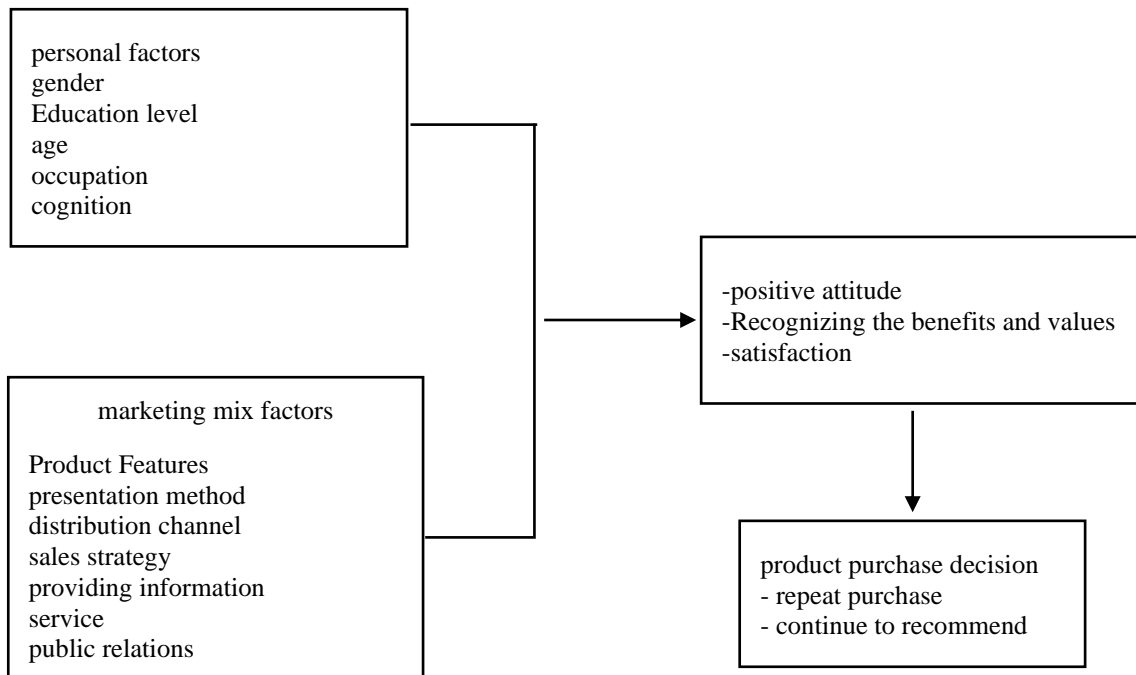 personal factors
gender
Education level
age
occupation
cognition
marketing mix factors
Product Features
presentation method
distribution channel
sales strategy
providing information
service
public relations
-positive attitude
-Recognizing the benefits and values
-satisfaction
product purchase decision
- repeat purchase
- continue to recommend